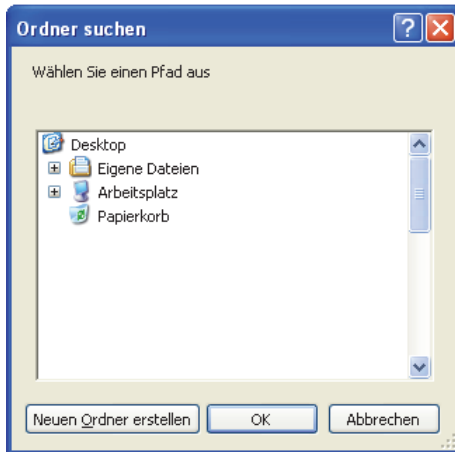 Ordner suchen
Wählen Sie einen Pfad aus
Desktop
Eigene Dateien
Arbeitsplatz
Papierkorb
Neuen Ordner erstellen OK Abbrechen